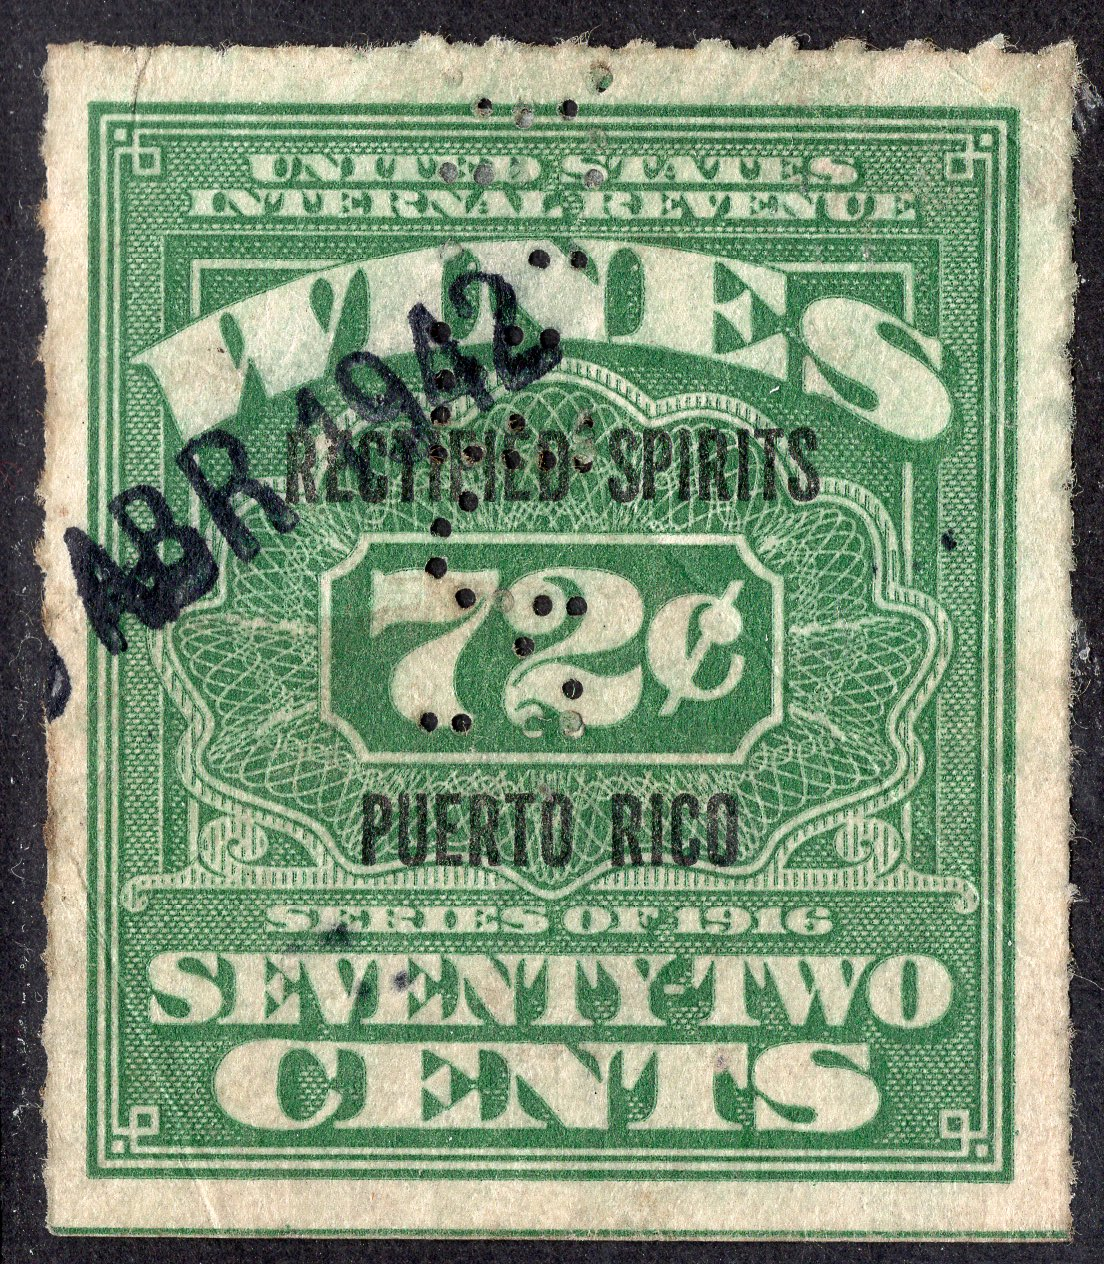 UNITED STATES
INTERNAL REVENUE
WINES
ABR 1942
RECTIFIED SPIRITS
72¢
PUERTO RICO
SERIES OF 1916
SEVENTY-TWO
CENTS